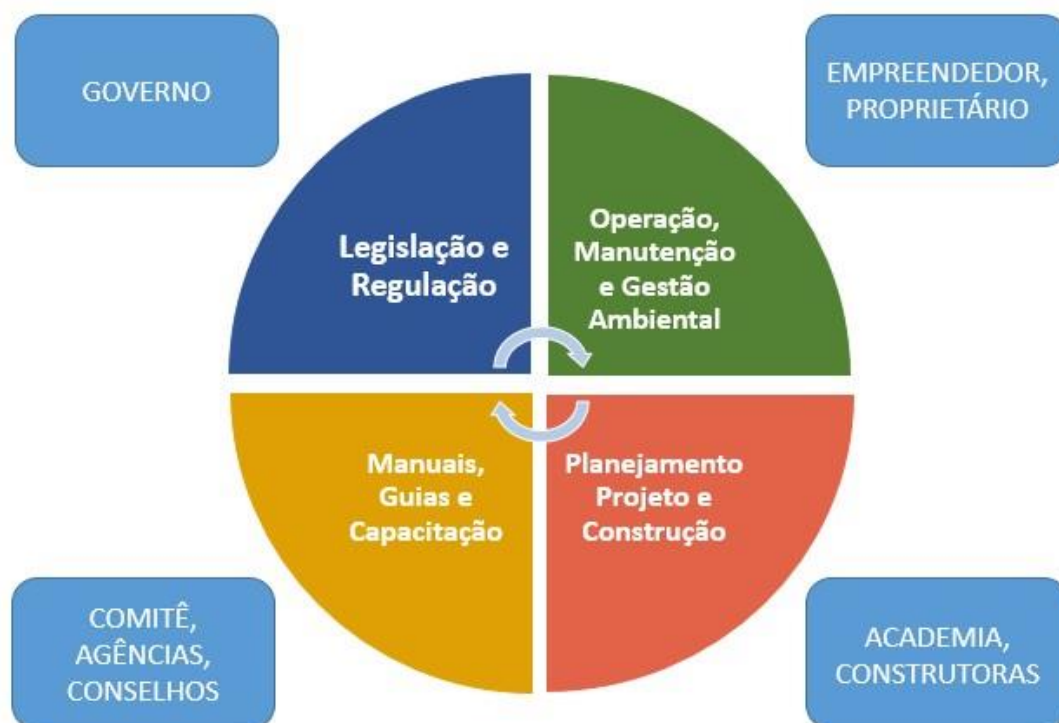 GOVERNO
EMPREENDEDOR,
PROPRIETÁRIO
Legislação e
Regulação
Operação,
Manutenção
e Gestão
Ambiental
Manuais,
Guias e
Capacitação
Planejamento
Projeto e
Construção
COMITÊ,
AGÊNCIAS,
CONSELHOS
ACADEMIA,
CONSTRUTORAS